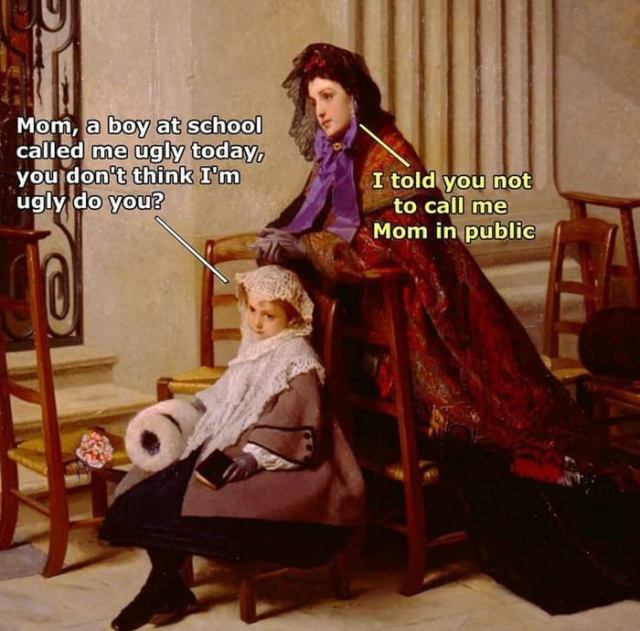 Mom, a boy at school
called me ugly today,
you don't think I'm
ugly do you?
I told you not
to call me
Mom in public